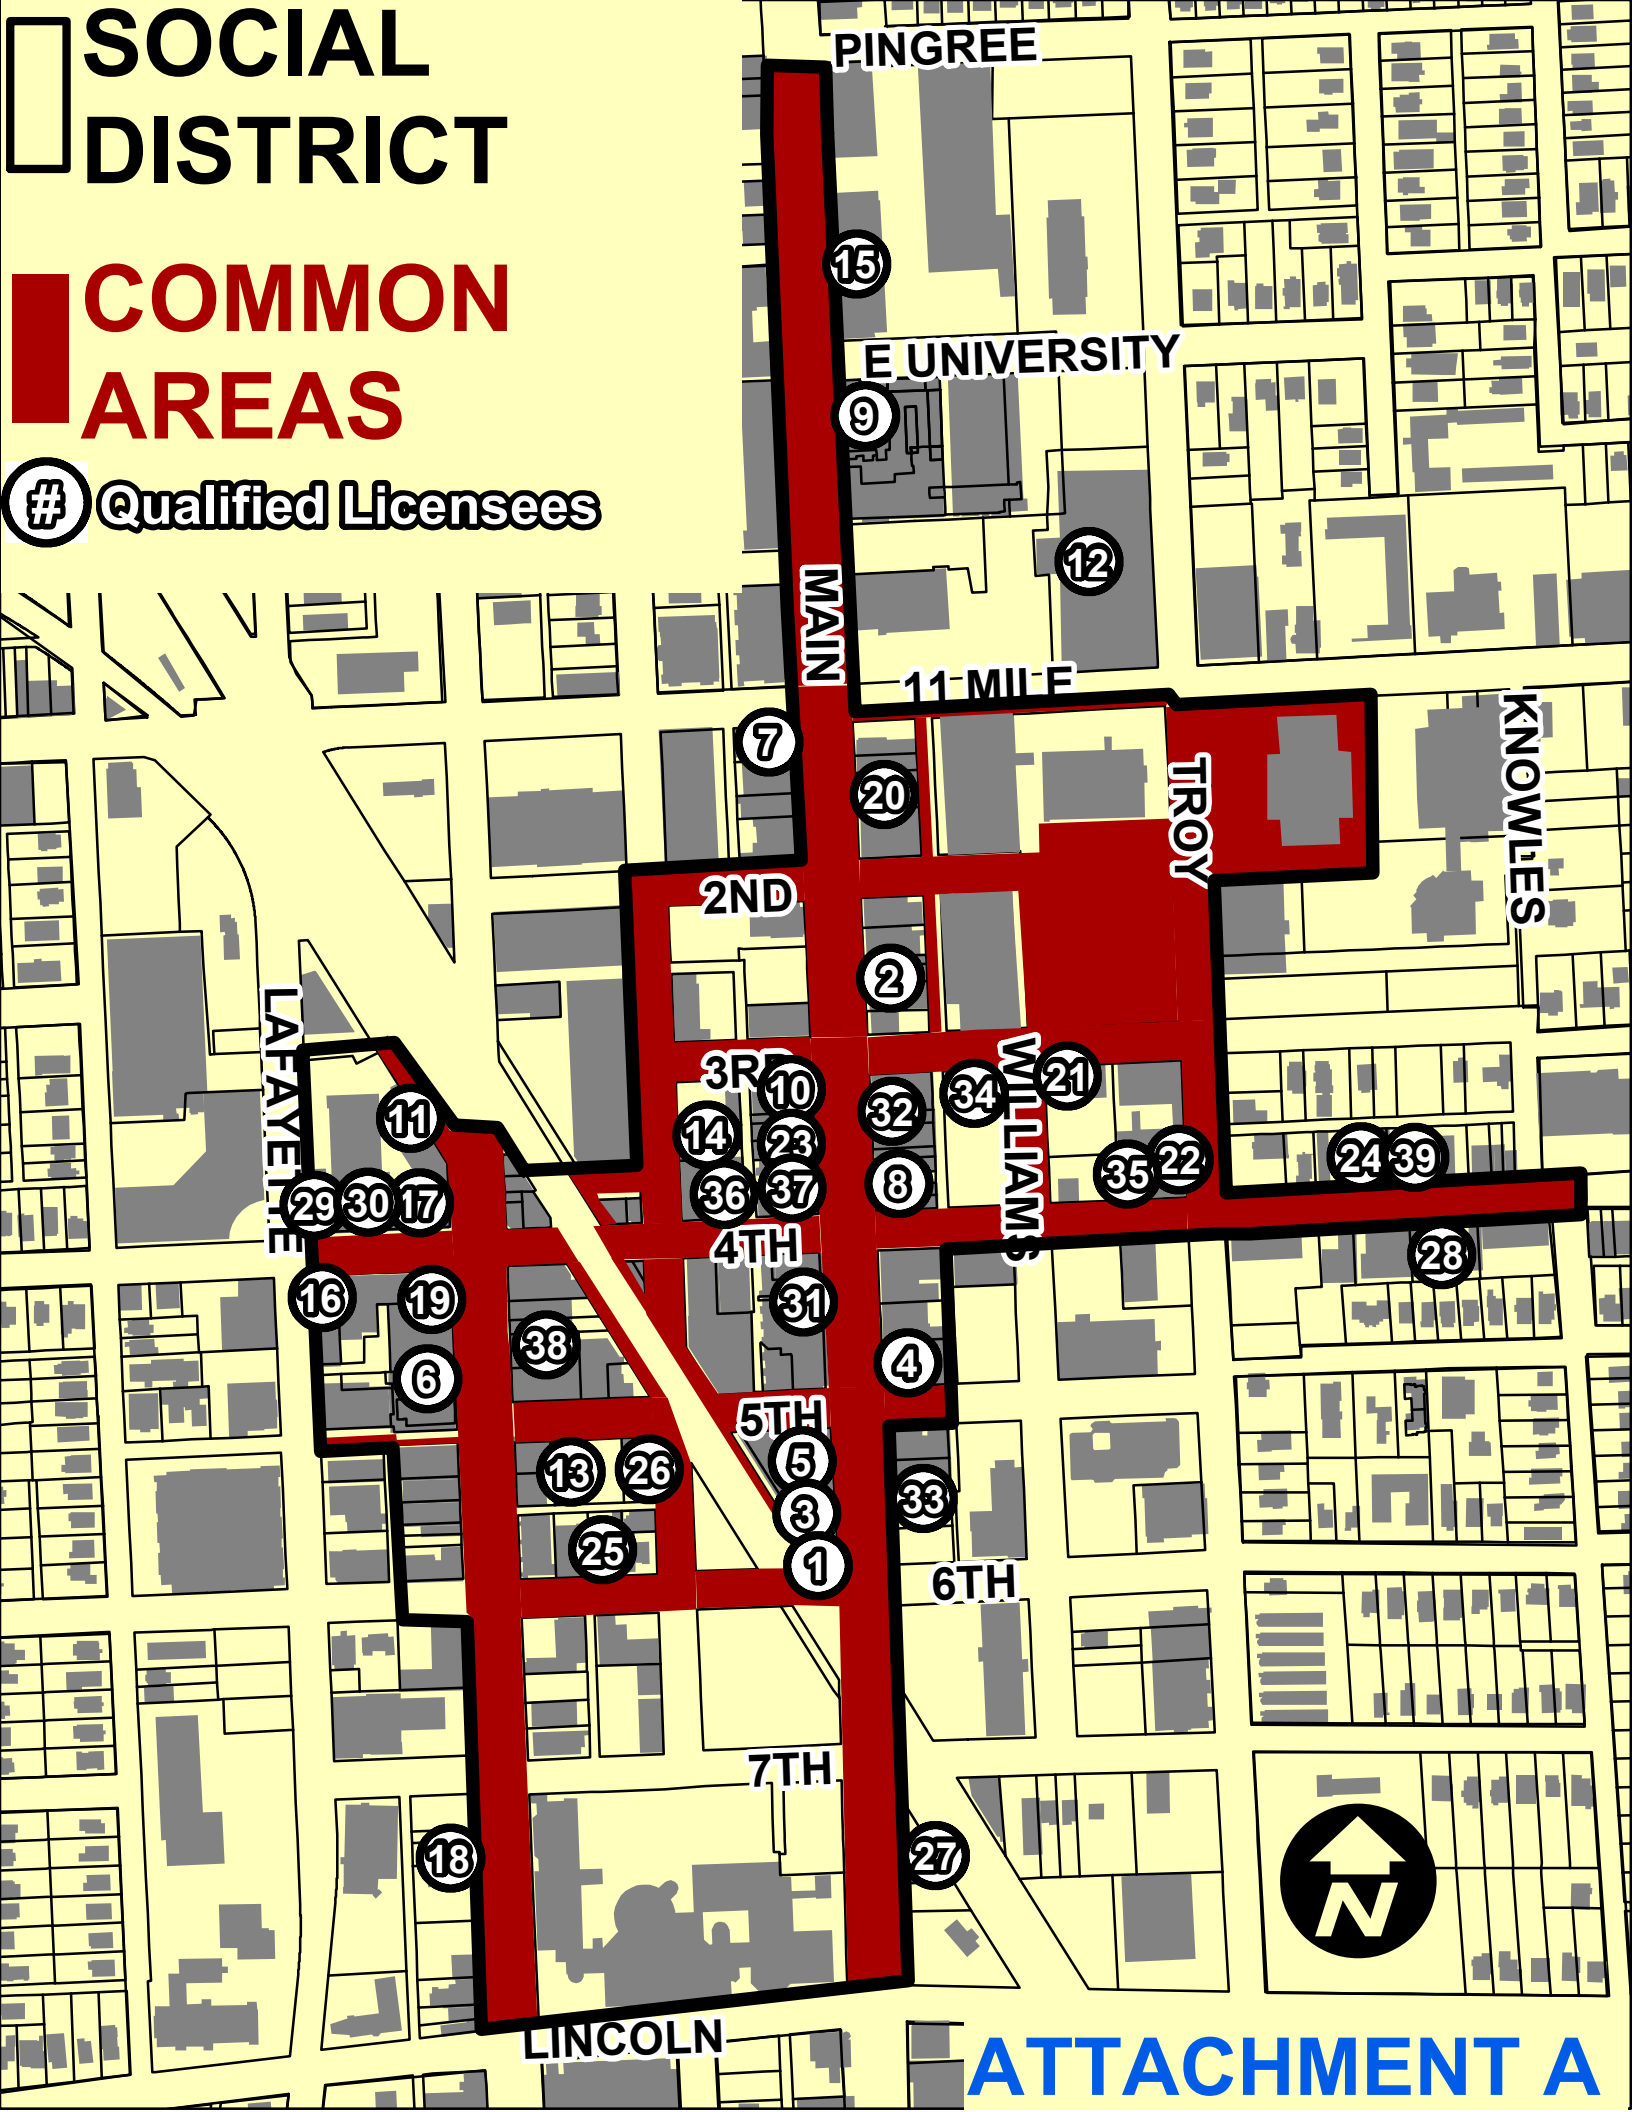 SOCIAL
DISTRICT
COMMON
AREAS
# Qualified Licensees
PINGREE
15
E UNIVERSITY
9
12
MAIN
11 MILE
7
20
TROY
KNOWLES
2ND
2
LAFAYETTE
3RD
10
21
34
WILLIAMS
11
14
32
23
24
39
22
35
29
30
17
36
37
8
4TH
28
16
19
31
38
4
6
5TH
5
13
26
33
3
25
1
6TH
7TH
18
27
N
LINCOLN
ATTACHMENT A